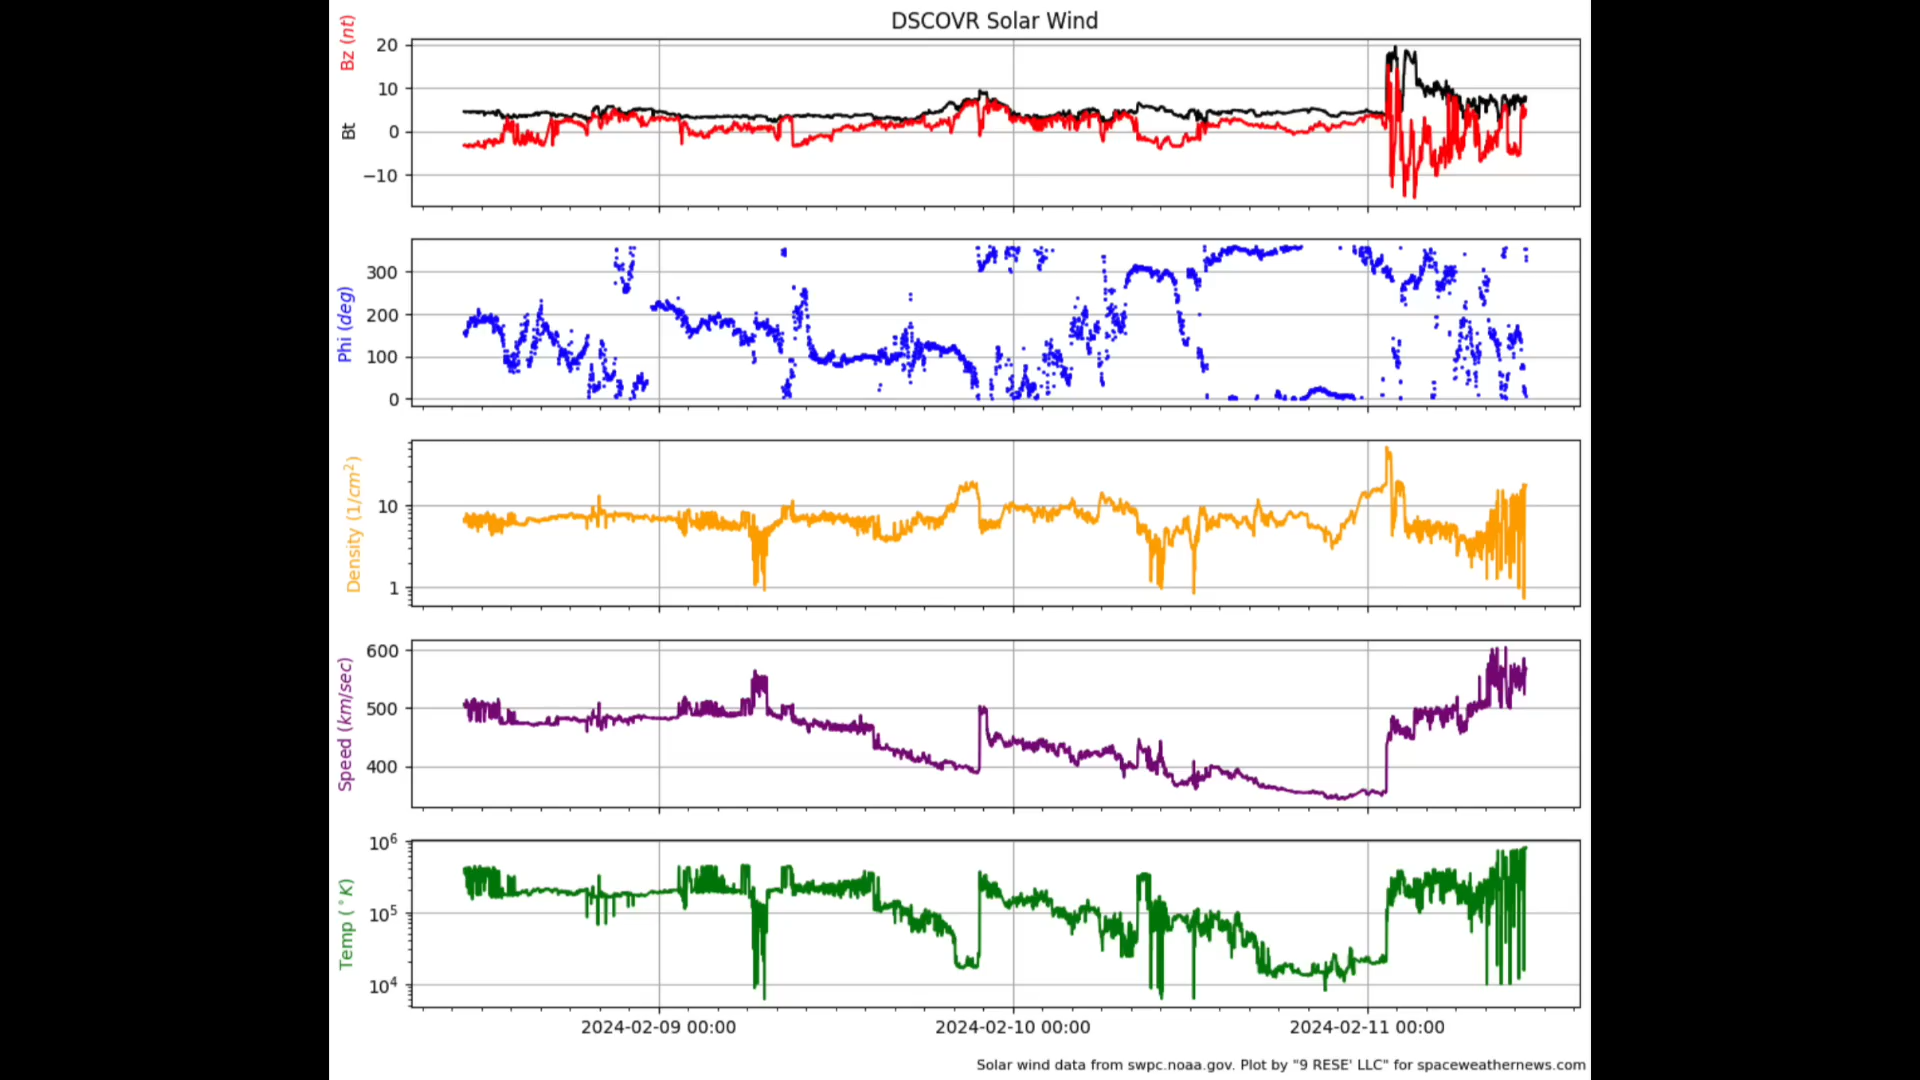 DSCOVR Solar Wind
Bz (nt)
Bt
20
10
0
−10
Phi (deg)
300
200
100
0
Density (1/cm²)
10
1
Speed (km/sec)
600
500
400
Temp (°K)
10⁶
10⁵
10⁴
2024-02-09 00:00 2024-02-10 00:00 2024-02-11 00:00
Solar wind data from swpc.noaa.gov. Plot by "9 RESE' LLC" for spaceweathernews.com